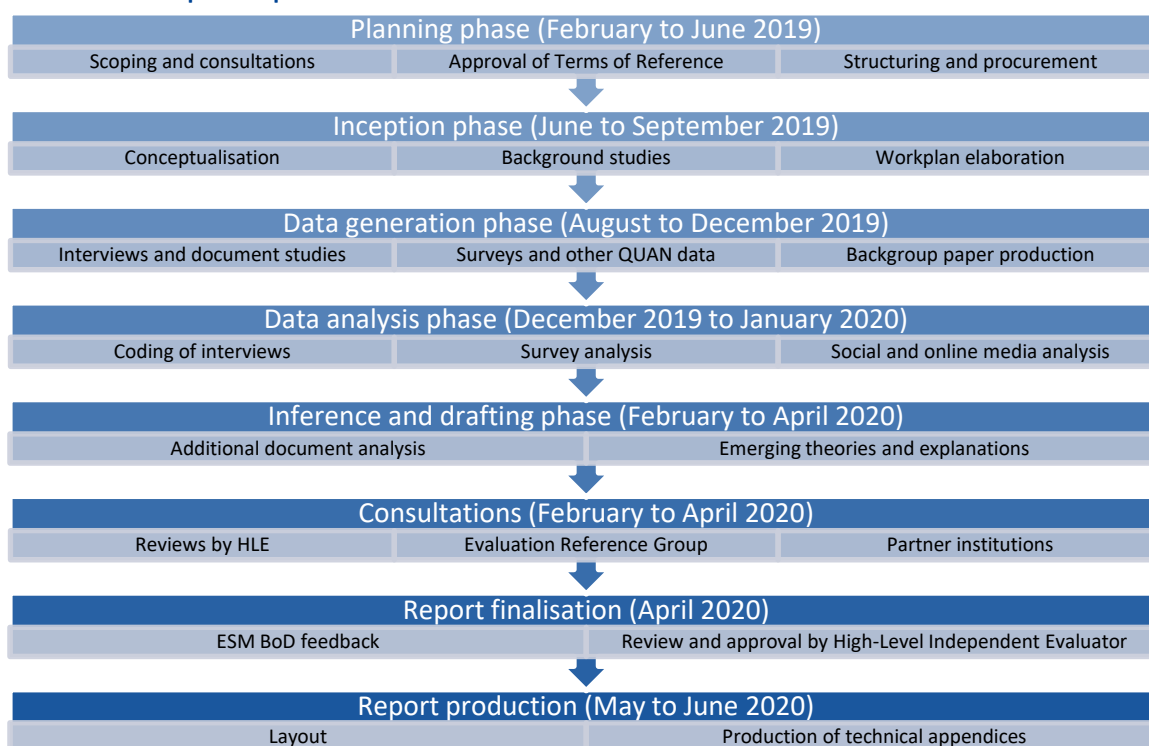 Planning phase (February to June 2019)
Scoping and consultations
Approval of Terms of Reference
Structuring and procurement
Inception phase (June to September 2019)
Conceptualisation
Background studies
Workplan elaboration
Data generation phase (August to December 2019)
Interviews and document studies
Surveys and other QUAN data
Backgroup paper production
Data analysis phase (December 2019 to January 2020)
Coding of interviews
Survey analysis
Social and online media analysis
Inference and drafting phase (February to April 2020)
Additional document analysis
Emerging theories and explanations
Consultations (February to April 2020)
Reviews by HLE
Evaluation Reference Group
Partner institutions
Report finalisation (April 2020)
ESM BoD feedback
Review and approval by High-Level Independent Evaluator
Report production (May to June 2020)
Layout
Production of technical appendices